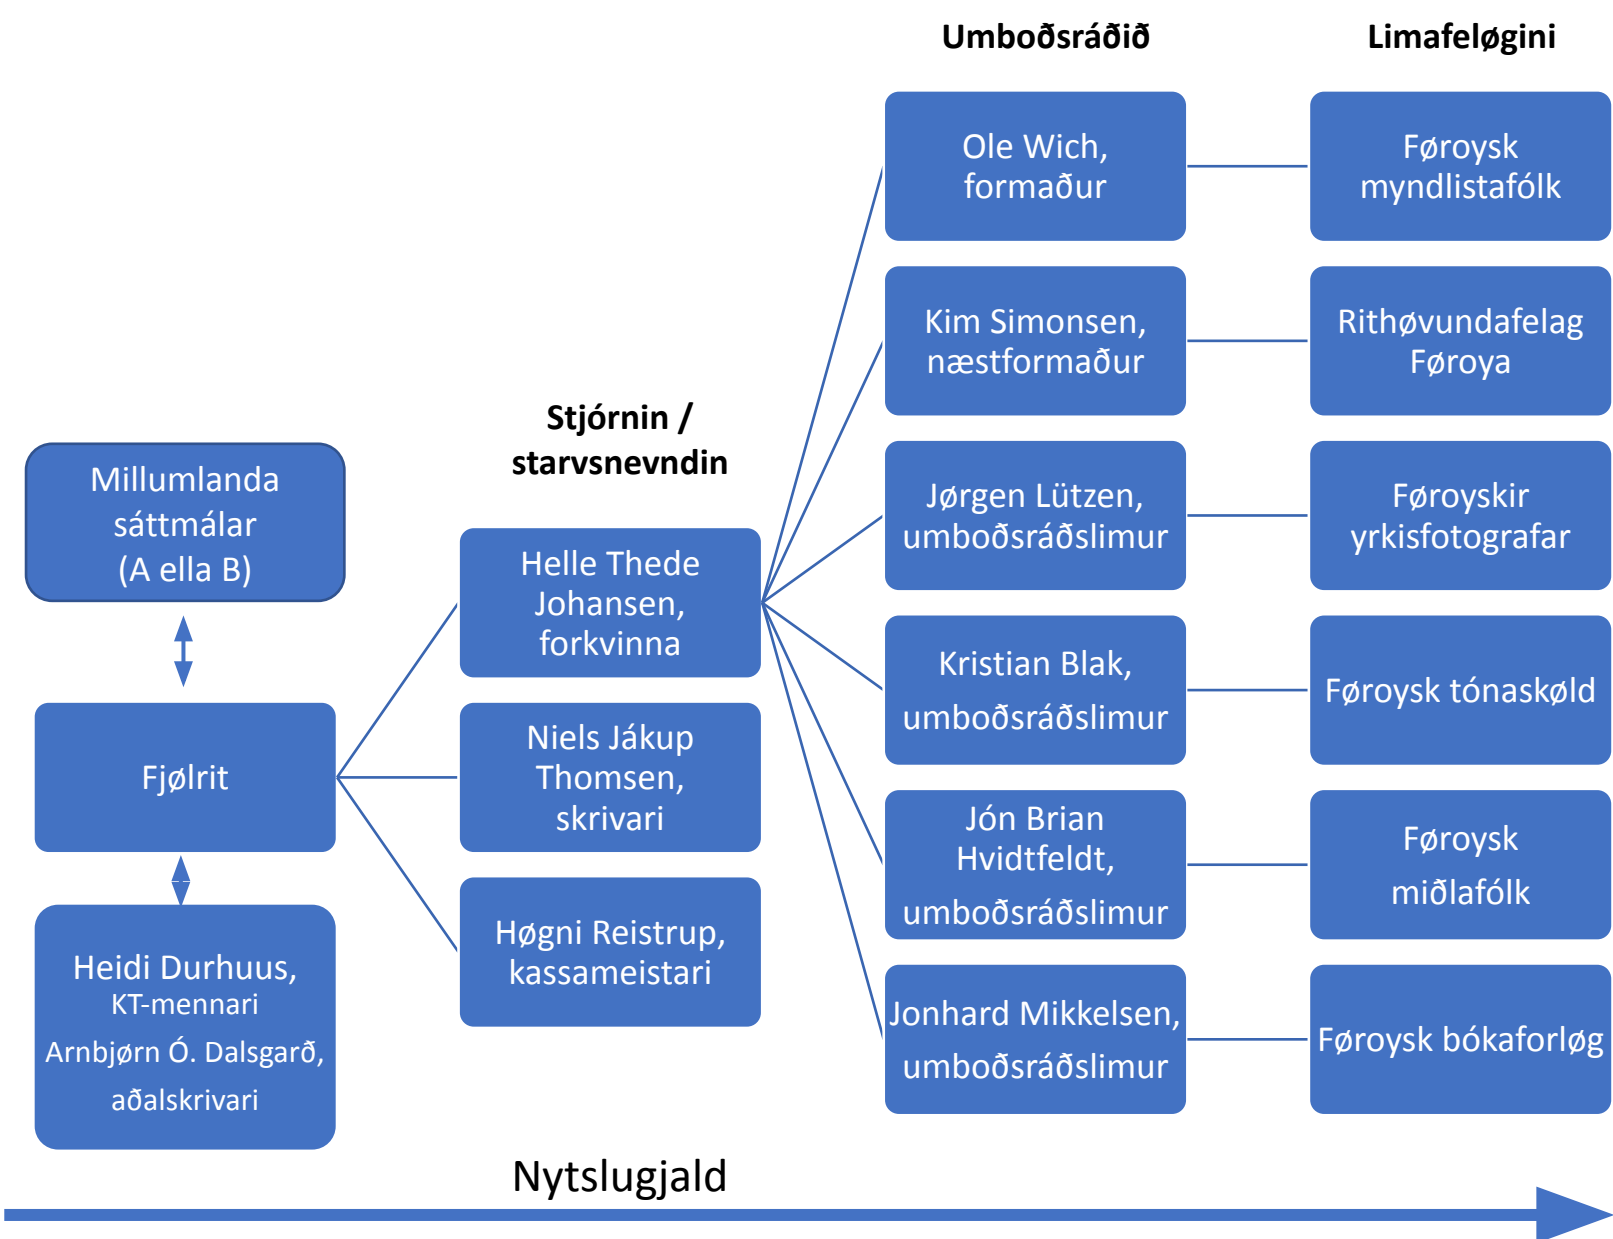 Umboðsráðið
Limafeløgini
Stjórnin /
starvsnevndin
Millumlanda
sáttmálar
(A ella B)
Fjølrit
Heidi Durhuus,
KT-mennari
Arnbjørn Ó. Dalsgarð,
aðalskrivari
Helle Thede
Johansen,
forkvinna
Niels Jákup
Thomsen,
skrivari
Høgni Reistrup,
kassameistari
Ole Wich,
formaður
Føroysk
myndlistafólk
Kim Simonsen,
næstformaður
Rithøvundafelag
Føroya
Jørgen Lützen,
umboðsráðslimur
Føroyskir
yrkisfotografar
Kristian Blak,
umboðsráðslimur
Føroysk tónaskøld
Jón Brian
Hvidtfeldt,
umboðsráðslimur
Føroysk
miðlafólk
Jonhard Mikkelsen,
umboðsráðslimur
Føroysk bókaforløg
Nytslugjald